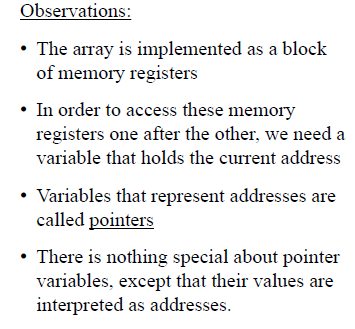 Observations:
• The array is implemented as a block
of memory registers
• In order to access these memory
registers one after the other, we need a
variable that holds the current address
• Variables that represent addresses are
called pointers
• There is nothing special about pointer
variables, except that their values are
interpreted as addresses.